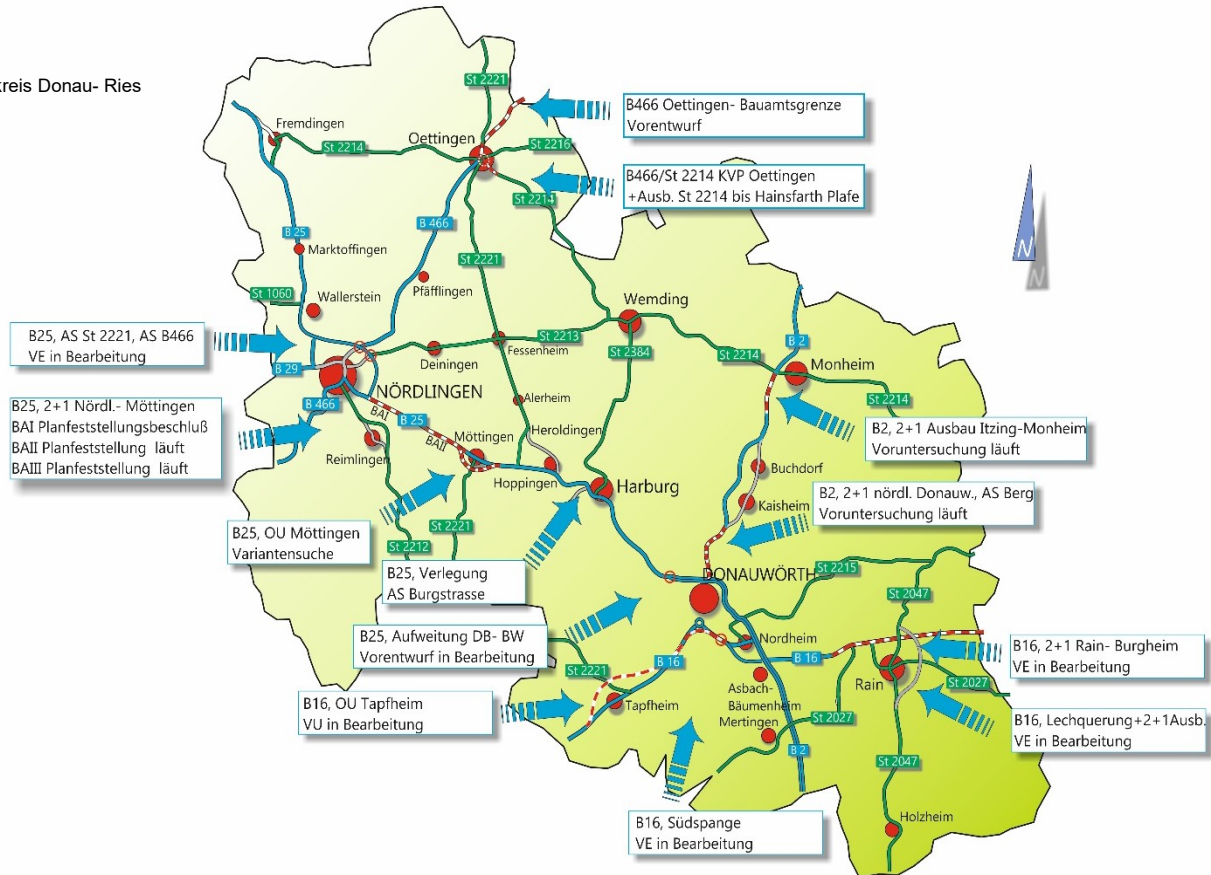 kreis Donau- Ries
St 2221
B466 Oettingen- Bauamtsgrenze
Vorentwurf
Fremdingen
Oettingen
St 2214
St 2216
B466/St 2214 KVP Oettingen
+Ausb. St 2214 bis Hainsfarth Plafe
St 2214
B 466
B 25
N
N
Marktoffingen
St 2221
Pfäfflingen
St 1060
Wallerstein
Wemding
B25, AS St 2221, AS B466
VE in Bearbeitung
St 2213
Fessenheim
Deiningen
St 2384
St 2214
B 2
Monheim
B 29
NÖRDLINGEN
St 2214
B25, 2+1 Nördl.- Möttingen
BAI Planfeststellungsbeschluß
BAII Planfeststellung läuft
BAIII Planfeststellung läuft
B 466
BAI
B 25
Alerheim
B2, 2+1 Ausbau Itzing-Monheim
Voruntersuchung läuft
BAII
Möttingen
Heroldingen
Reimlingen
Hoppingen
Harburg
Buchdorf
Kaisheim
B2, 2+1 nördl. Donauw., AS Berg
Voruntersuchung läuft
B25, OU Möttingen
Variantensuche
St 2221
St 2212
B25, Verlegung
AS Burgstrasse
DONAUWÖRTH
St 2215
St 2047
B25, Aufweitung DB- BW
Vorentwurf in Bearbeitung
Nordheim
B16, 2+1 Rain- Burgheim
VE in Bearbeitung
St 2221
B 16
B 16
Rain
St 2027
B16, OU Tapfheim
VU in Bearbeitung
Tapfheim
Asbach-
Bäumenheim
Mertingen
St 2027
B16, Lechquerung+2+1Ausb.
VE in Bearbeitung
B 2
St 2047
B16, Südspange
VE in Bearbeitung
Holzheim